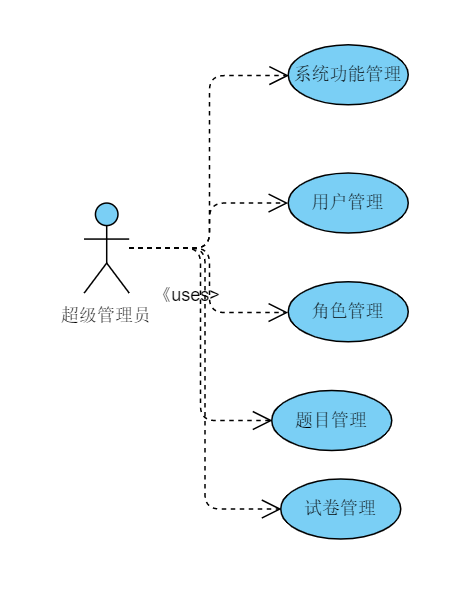 系统功能管理
用户管理
《uses>
超级管理员
角色管理
题目管理
试卷管理